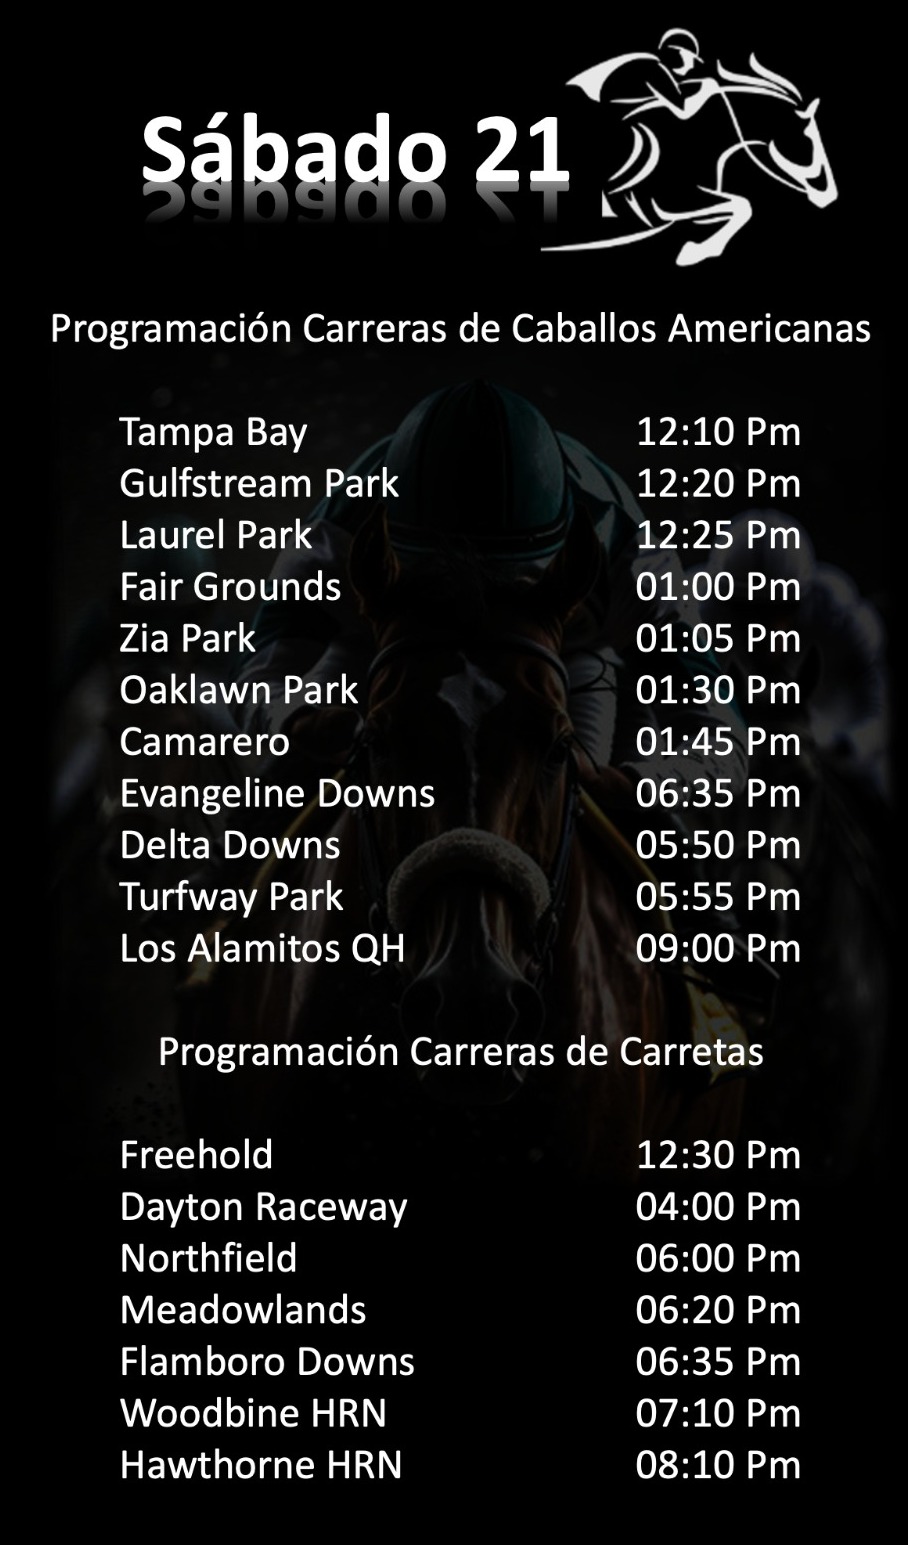 Sábado 21
Programación Carreras de Caballos Americanas
Tampa Bay 12:10 Pm
Gulfstream Park 12:20 Pm
Laurel Park 12:25 Pm
Fair Grounds 01:00 Pm
Zia Park 01:05 Pm
Oaklawn Park 01:30 Pm
Camarero 01:45 Pm
Evangeline Downs 06:35 Pm
Delta Downs 05:50 Pm
Turfway Park 05:55 Pm
Los Alamitos QH 09:00 Pm
Programación Carreras de Carretas
Freehold 12:30 Pm
Dayton Raceway 04:00 Pm
Northfield 06:00 Pm
Meadowlands 06:20 Pm
Flamboro Downs 06:35 Pm
Woodbine HRN 07:10 Pm
Hawthorne HRN 08:10 Pm